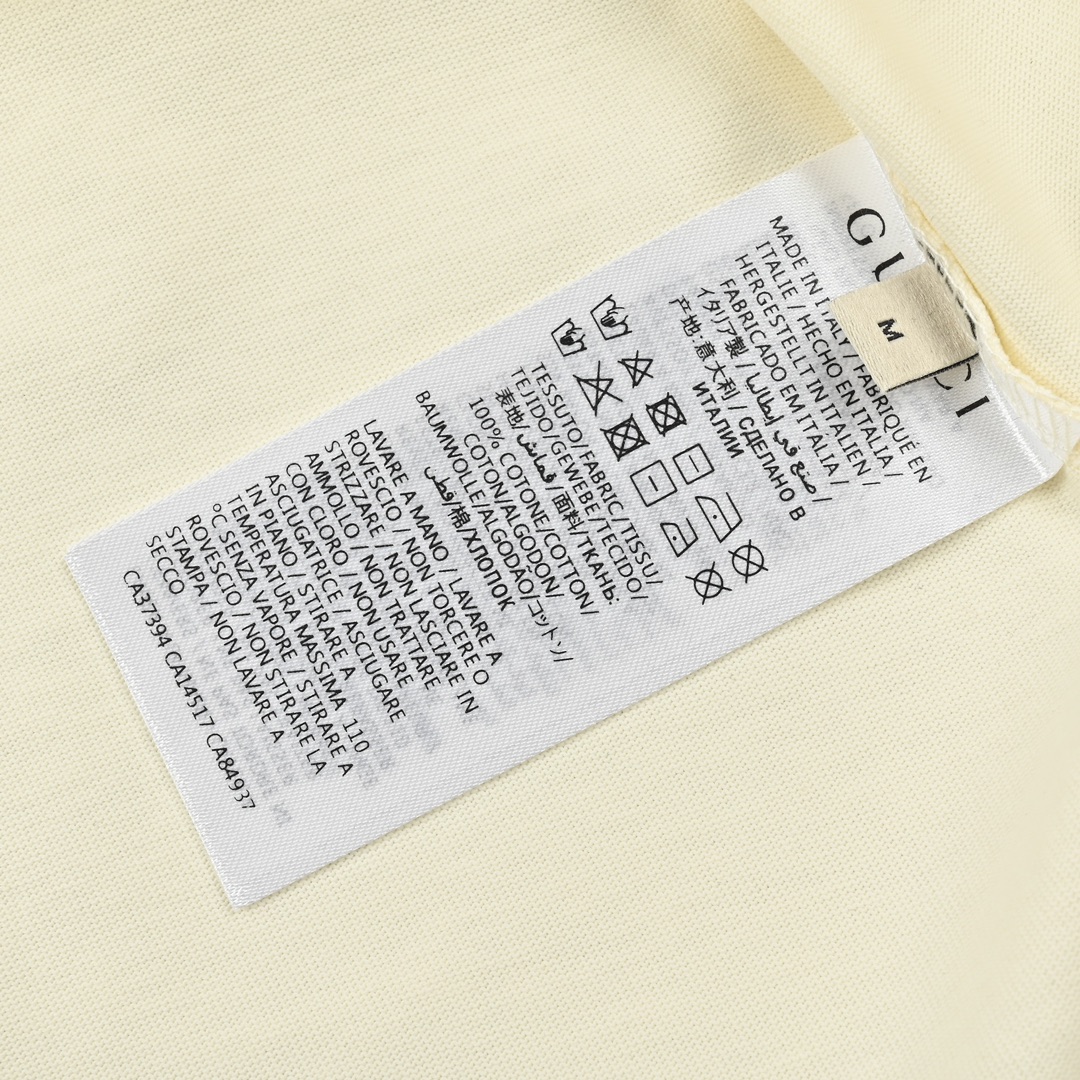 GU CI
M
MADE IN ITALY / FABRIQUÉ EN
ITALIE / HECHO EN ITALIA /
HERGESTELLT IN ITALIEN /
FABRICADO EM ITALIA /
イタリア製 / صنع في إيطاليا /
产地: 意大利 / СДЕЛАНО В
ИТАЛИИ
TESSUTO/FABRIC/TISSU/
TEJIDO/GEWEBE/TECIDO/
表地/قماش/面料/ТКАНЬ:
100% COTONE/COTTON/
COTON/ALGODÓN/
BAUMWOLLE/ALGODÃO/コットン/
قطن/棉/ХЛОПОК
LAVARE A MANO / LAVARE A
ROVESCIO / NON TORCERE O
STRIZZARE / NON LASCIARE IN
AMMOLLO / NON TRATTARE
CON CLORO / NON USARE
ASCIUGATRICE / ASCIUGARE
IN PIANO / STIRARE A
TEMPERATURA MASSIMA 110
°C SENZA VAPORE / STIRARE A
ROVESCIO / NON STIRARE LA
STAMPA / NON LAVARE A
SECCO
CA37394 CA14517 CA84937